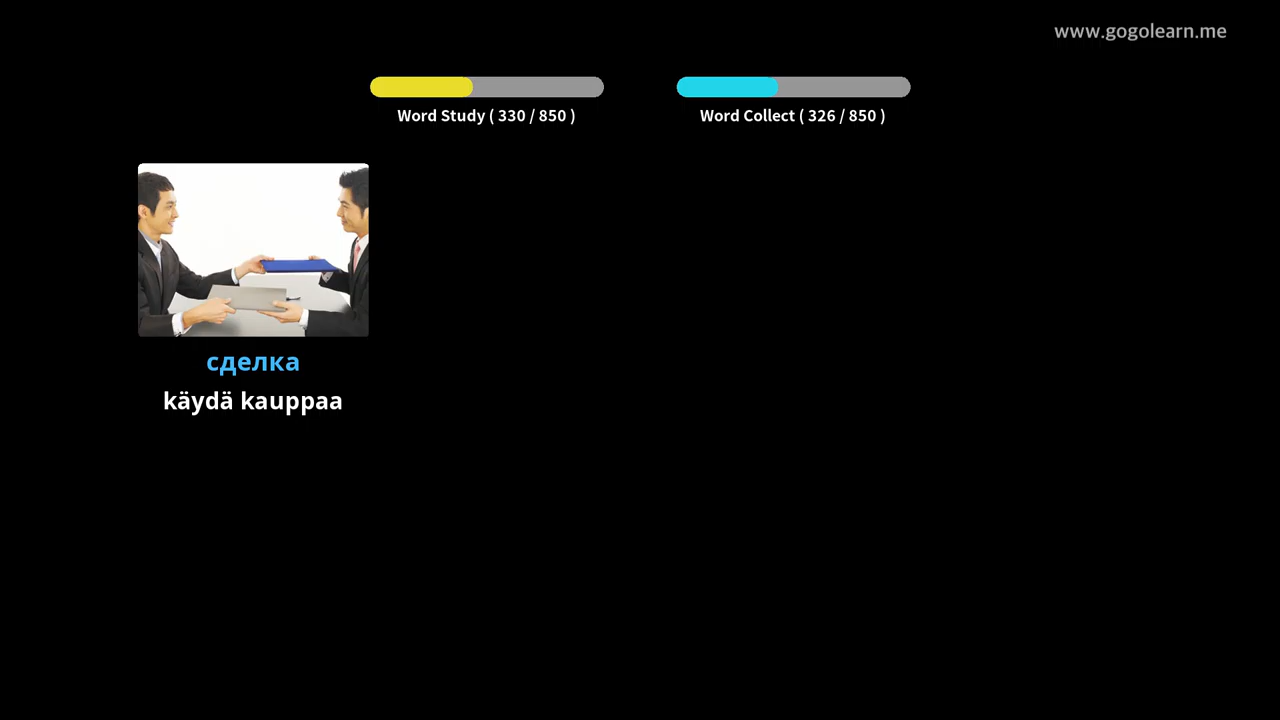 www.gogolearn.me
Word Study ( 330 / 850 )
Word Collect ( 326 / 850 )
сделка
käydä kauppaa